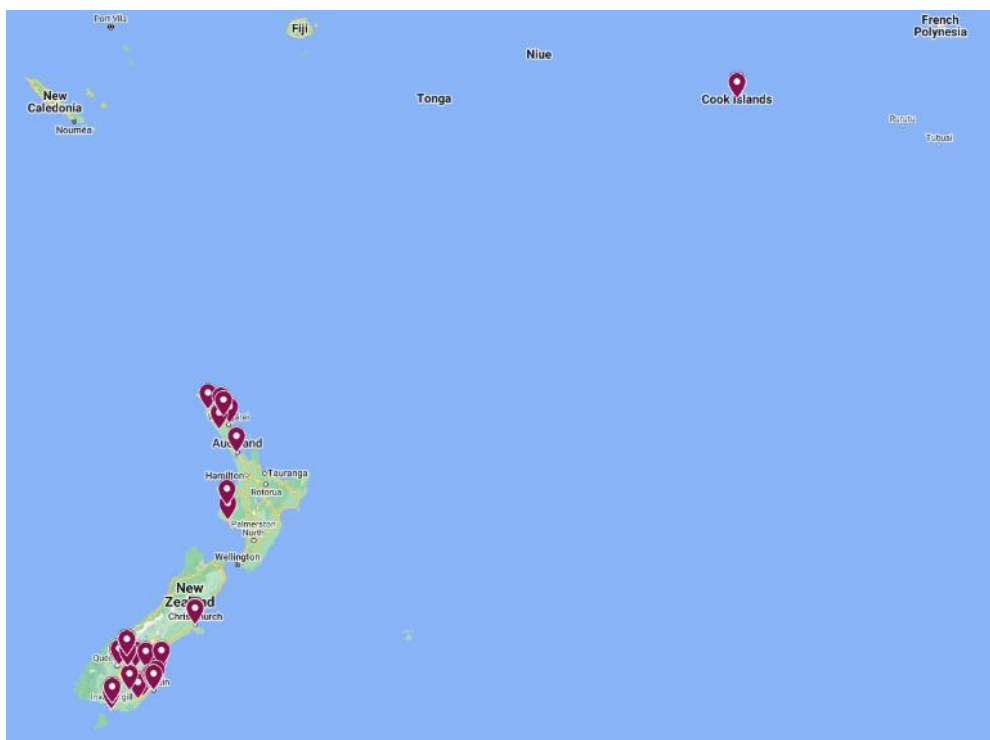 Port Vila
Fiji
French
Polynesia
Niue
New
Caledonia
Tonga
Cook Islands
Nouméa
Rurutu
Tubuai
Hamilton
Tauranga
Rotorua
Palmerston
North
Wellington
New